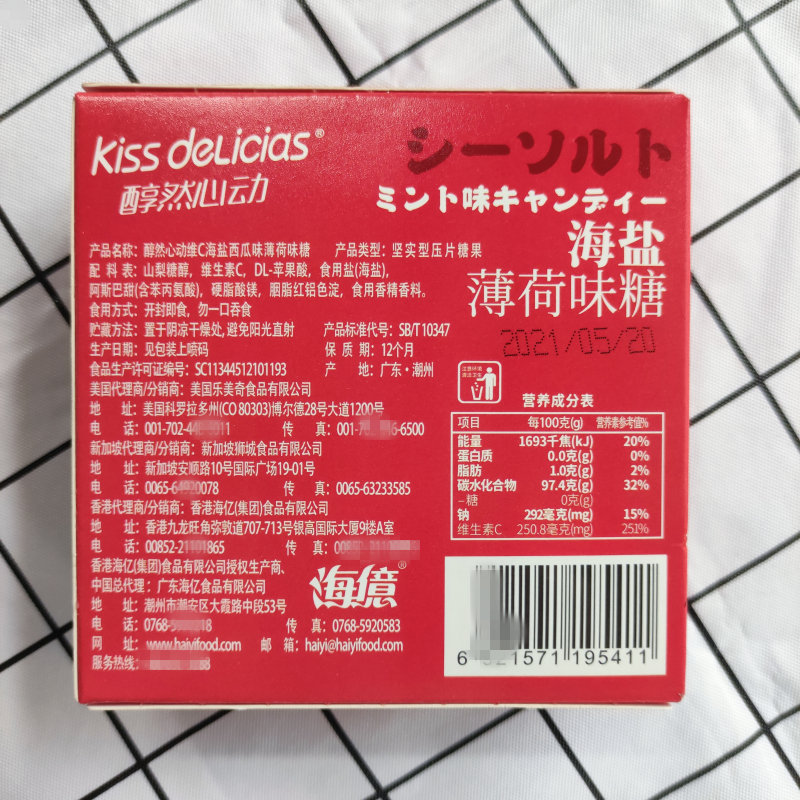 Kiss deLicias®
醇然心动
シーソルト
ミント味キャンディー
海盐
薄荷味糖
2021/05/20
产品名称：醇然心动维C海盐西瓜味薄荷味糖 产品类型：坚实型压片糖果
配 料 表：山梨糖醇，维生素C，DL-苹果酸，食用盐(海盐)，
阿斯巴甜(含苯丙氨酸)，硬脂酸镁，胭脂红铝色淀，食用香精香料。
食用方式：开封即食，勿一口吞食
贮藏方法：置于阴凉干燥处,避免阳光直射 产品标准代号：SB/T 10347
生产日期：见包装上喷码 保 质 期：12个月
食品生产许可证编号：SC11344512101193 产 地：广东·潮州
美国代理商/分销商：美国乐美奇食品有限公司
地 址：美国科罗拉多州(CO 80303)博尔德28号大道1200号
电 话：001-702-44 11 传 真：001-7 6-6500
新加坡代理商/分销商：新加坡狮城食品有限公司
地 址：新加坡安顺路10号国际广场19-01号
电 话：0065-64 0078 传 真：0065-63233585
香港代理商/分销商：香港海亿(集团)食品有限公司
地 址：香港九龙旺角弥敦道707-713号银高国际大厦9楼A室
电 话：00852-21 1865 传 真：00
香港海亿(集团)食品有限公司授权生产商、
中国总代理：广东海亿食品有限公司
地 址：潮州市潮安区大霞路中段53号
电 话：0768-5 8 传 真：0768-5920583
网 址：www.haiyifood.com 邮 箱：haiyi@haiyifood.com
服务热线： 88
海億®
营养成分表
项目 每100克(g) 营养素参考值%
能量 1693千焦(kJ) 20%
蛋白质 0.0克(g) 0%
脂肪 1.0克(g) 2%
碳水化合物 97.4克(g) 32%
-糖 0克(g)
钠 292毫克(mg) 15%
维生素C 250.8毫克(mg) 251%
6 21571 195411